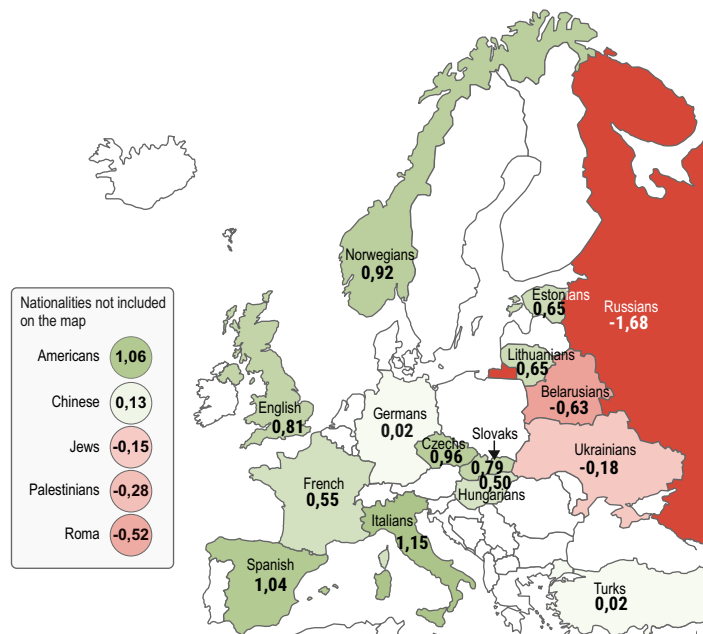 Norwegians
0,92
Nationalities not included
on the map
Americans 1,06
Chinese 0,13
Jews -0,15
Palestinians -0,28
Roma -0,52
Estonians
0,65
Russians
-1,68
Lithuanians
0,65
Belarusians
-0,63
English
0,81
Germans
0,02
Slovaks
0,79
Czechs
0,96
Ukrainians
-0,18
French
0,55
0,50
Hungarians
Italians
1,15
Spanish
1,04
Turks
0,02